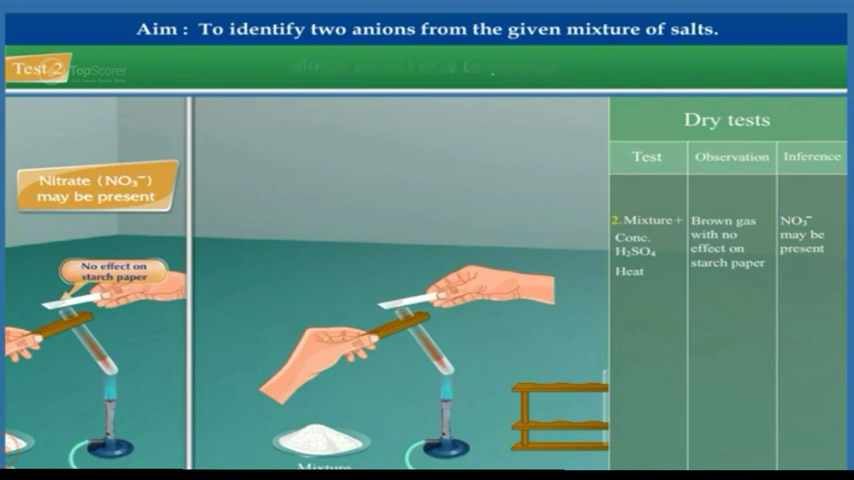 Aim : To identify two anions from the given mixture of salts.
Test 2
TopScorer
Nitrate (NO₃⁻)
may be present
No effect on
starch paper
Mixture
Dry tests
Test Observation Inference
2. Mixture +
Conc.
H₂SO₄
Heat
Brown gas
with no
effect on
starch paper
NO₃⁻
may be
present